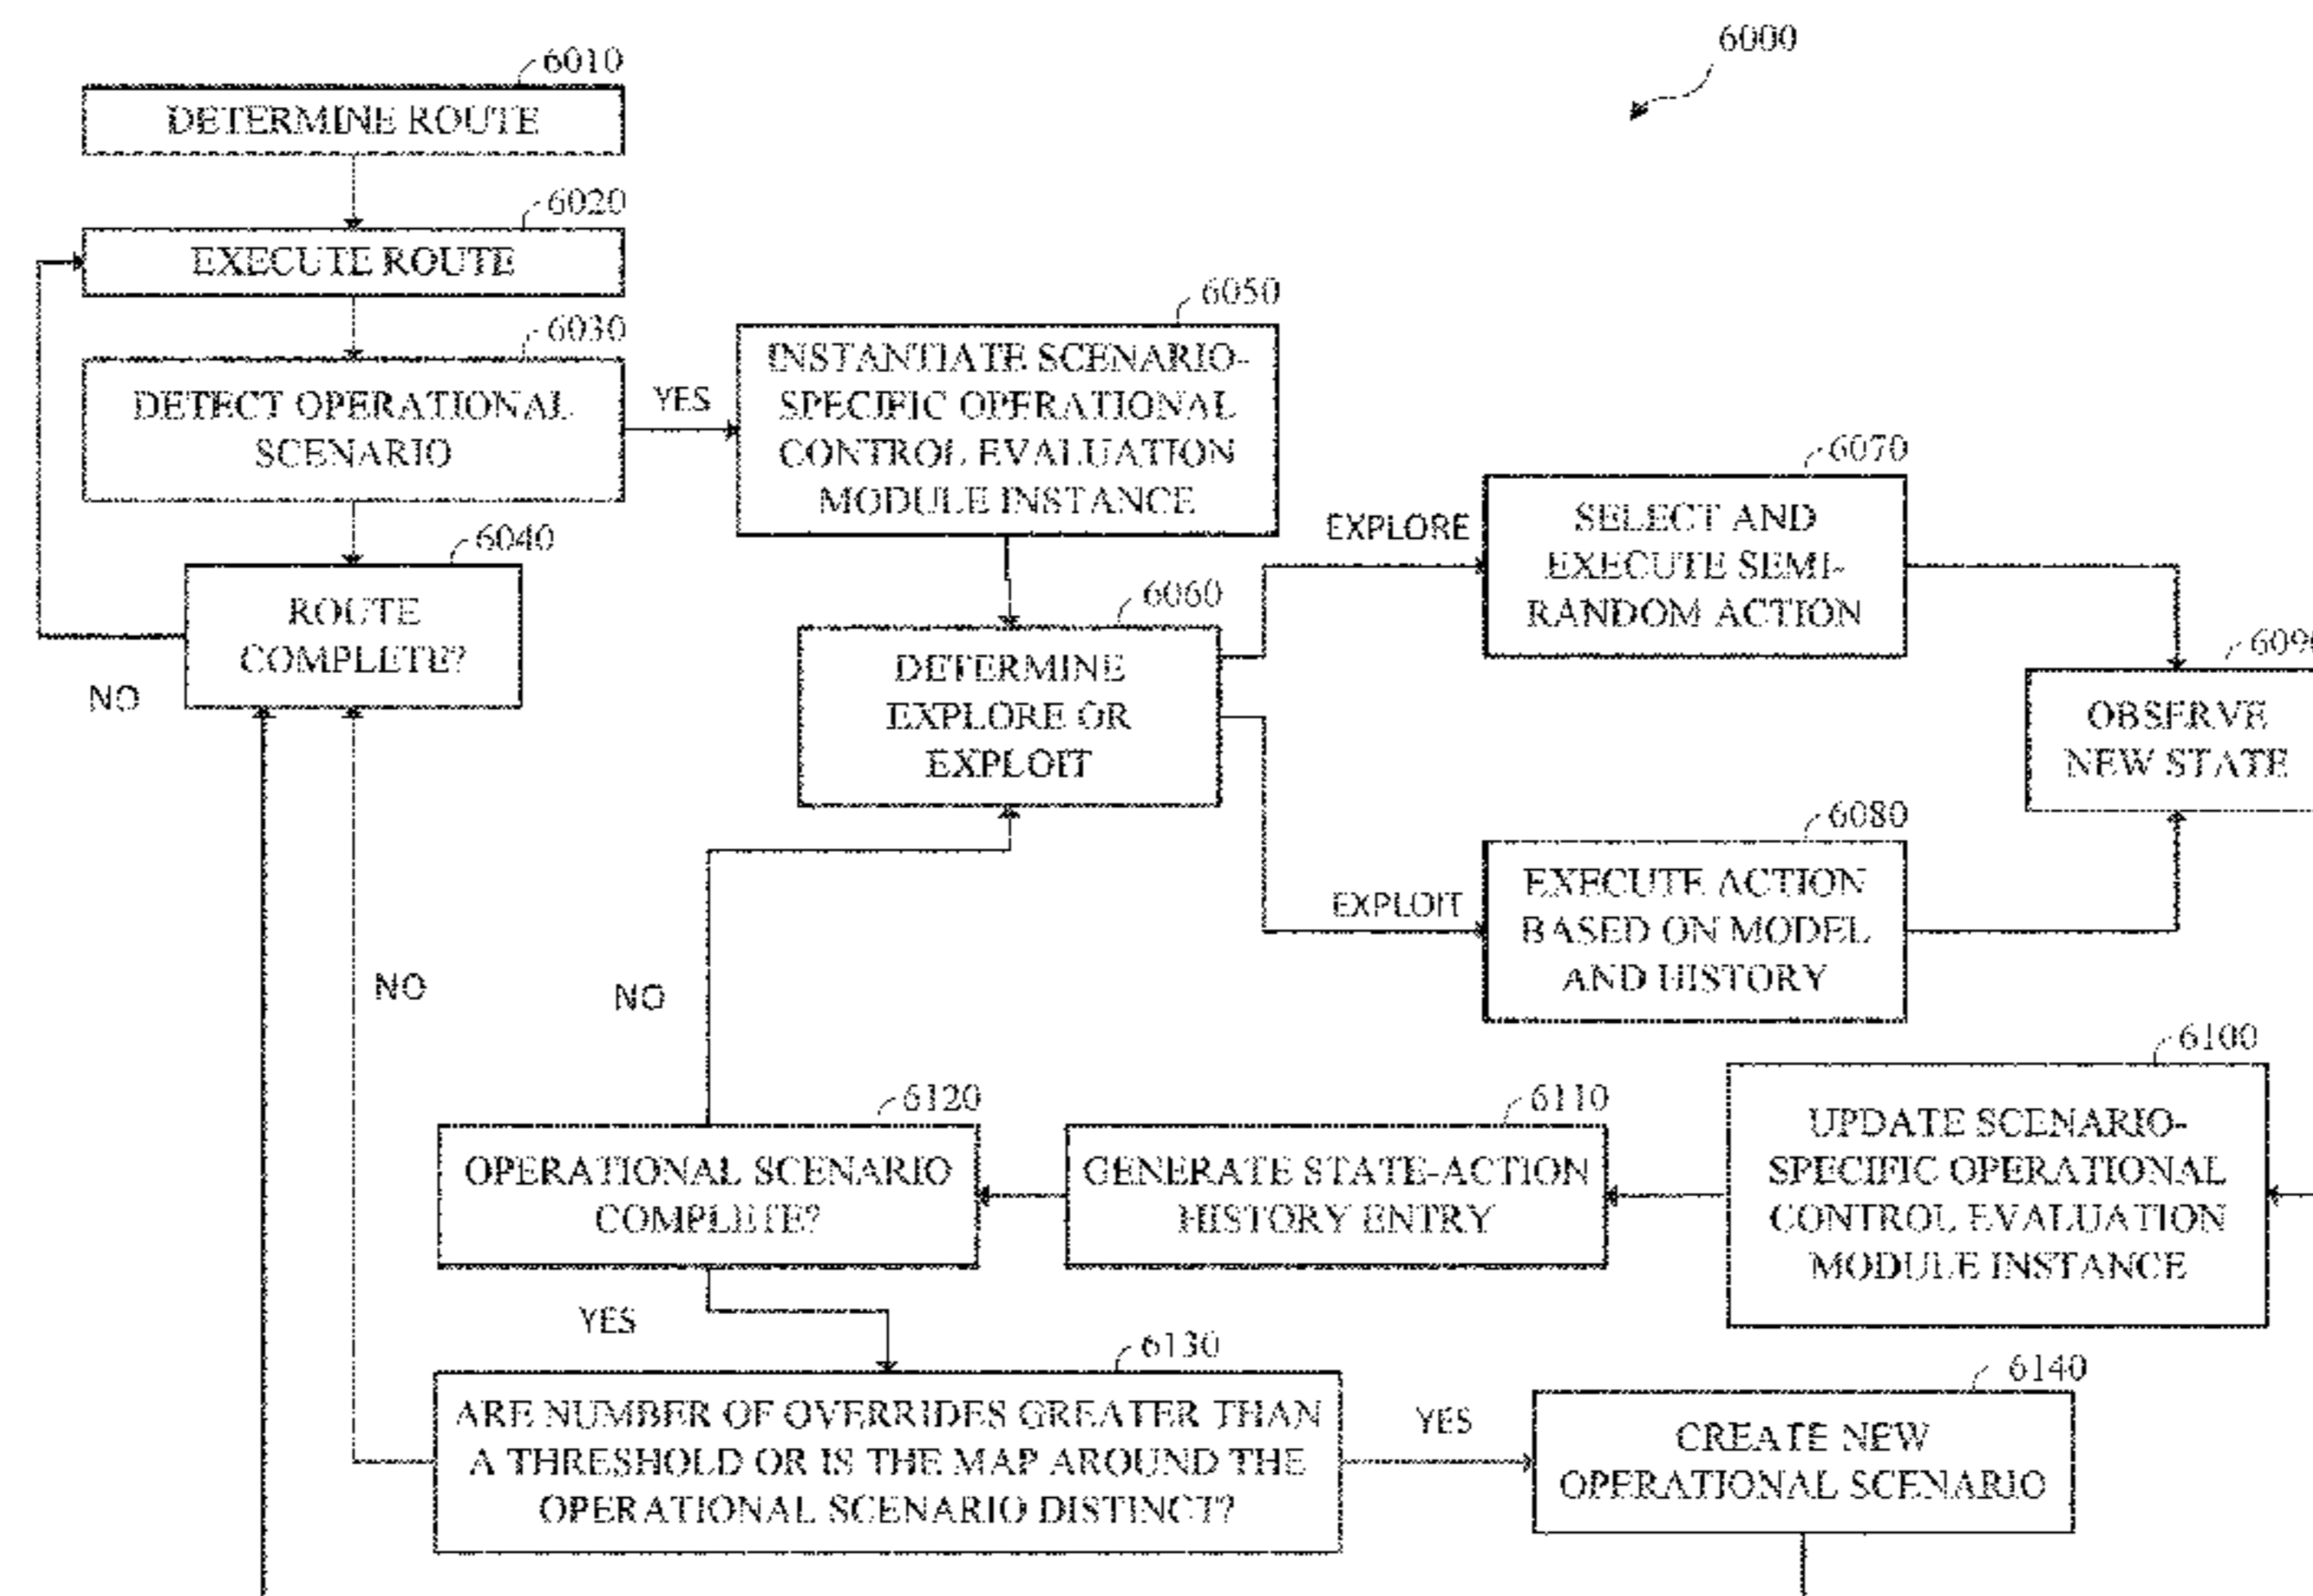 6000
6010
DETERMINE ROUTE
6020
EXECUTE ROUTE
6030
DETECT OPERATIONAL
SCENARIO
YES
6040
ROUTE
COMPLETE?
NO
6050
INSTANTIATE SCENARIO-
SPECIFIC OPERATIONAL
CONTROL EVALUATION
MODULE INSTANCE
6060
DETERMINE
EXPLORE OR
EXPLOIT
EXPLORE
6070
SELECT AND
EXECUTE SEMI-
RANDOM ACTION
EXPLOIT
6080
EXECUTE ACTION
BASED ON MODEL
AND HISTORY
6090
OBSERVE
NEW STATE
6100
UPDATE SCENARIO-
SPECIFIC OPERATIONAL
CONTROL EVALUATION
MODULE INSTANCE
6110
GENERATE STATE-ACTION
HISTORY ENTRY
6120
OPERATIONAL SCENARIO
COMPLETE?
NO
YES
6130
ARE NUMBER OF OVERRIDES GREATER THAN
A THRESHOLD OR IS THE MAP AROUND THE
OPERATIONAL SCENARIO DISTINCT?
NO
YES
6140
CREATE NEW
OPERATIONAL SCENARIO